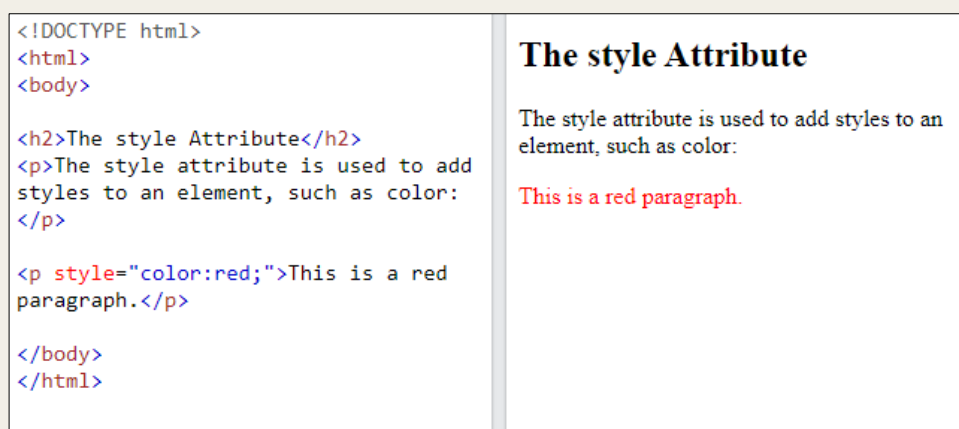 <!DOCTYPE html>
<html>
<body>
<h2>The style Attribute</h2>
<p>The style attribute is used to add
styles to an element, such as color:
</p>
<p style="color:red;">This is a red
paragraph.</p>
</body>
</html>
The style Attribute
The style attribute is used to add styles to an
element, such as color:
This is a red paragraph.